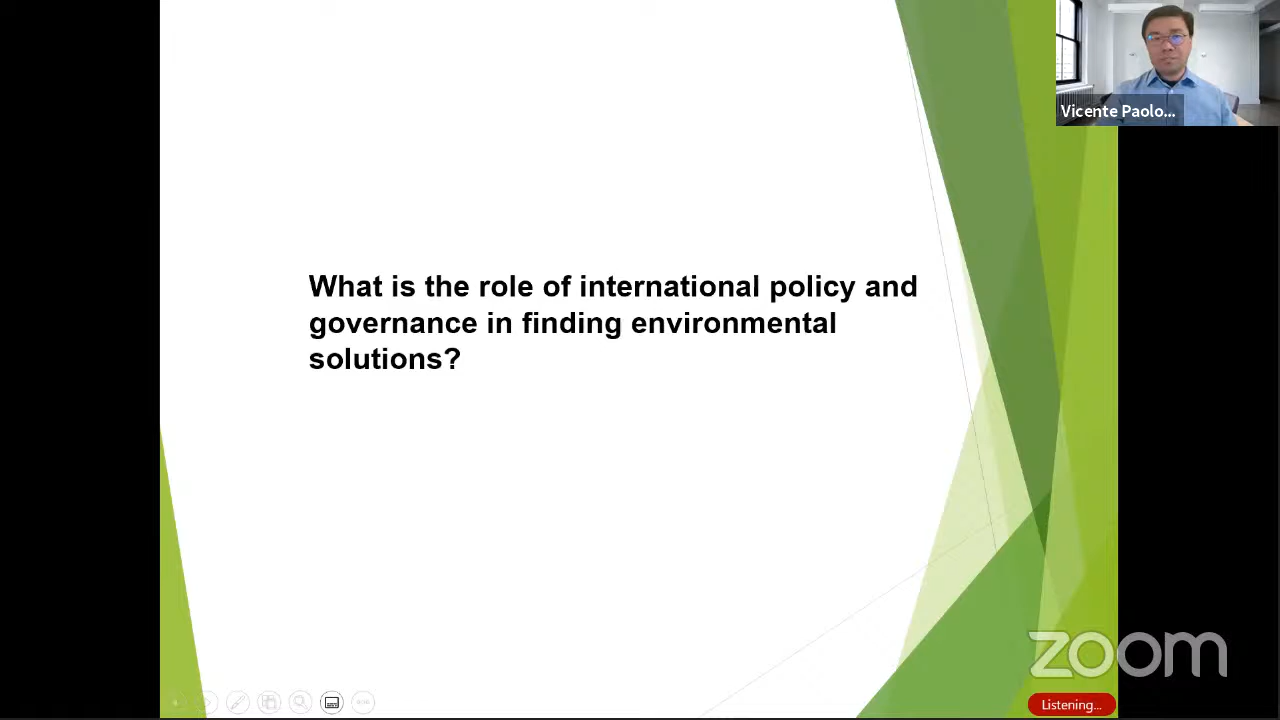 Vicente Paolo...
What is the role of international policy and
governance in finding environmental
solutions?
zoom
Listening...